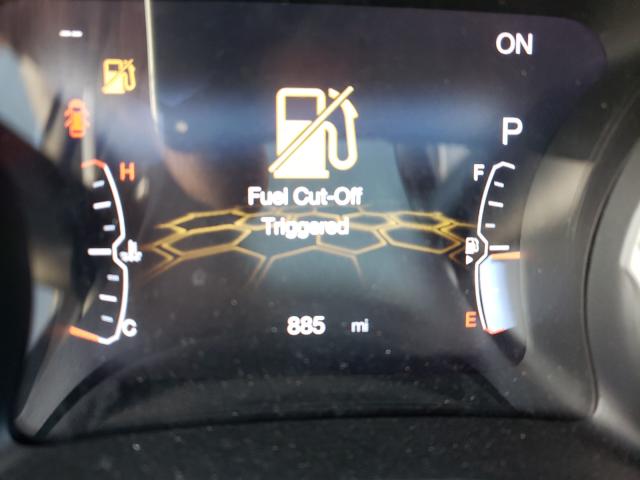 --
ON
P
H
F
Fuel Cut-Off
Triggered
C
885 mi
E